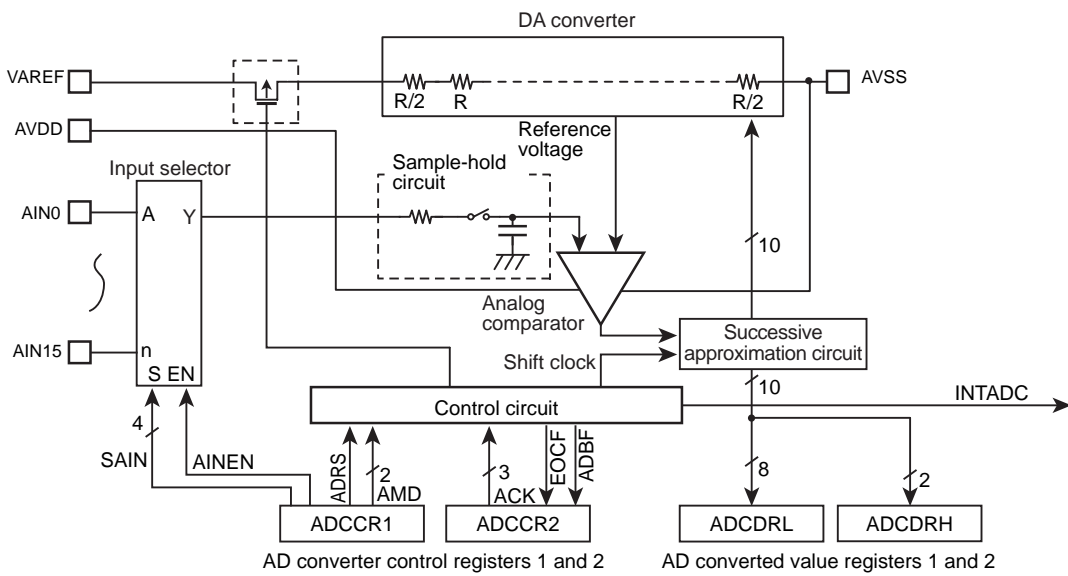 DA converter
VAREF
AVSS
R/2
R
R/2
AVDD
Reference
voltage
Input selector
Sample-hold
circuit
AIN0
A
Y
10
Analog
comparator
Successive
approximation circuit
AIN15
n
Shift clock
S EN
10
INTADC
Control circuit
4
SAIN
AINEN
ADRS
2
AMD
3
ACK
EOCF
ADBF
8
2
ADCCR1
ADCCR2
ADCDRL
ADCDRH
AD converter control registers 1 and 2
AD converted value registers 1 and 2